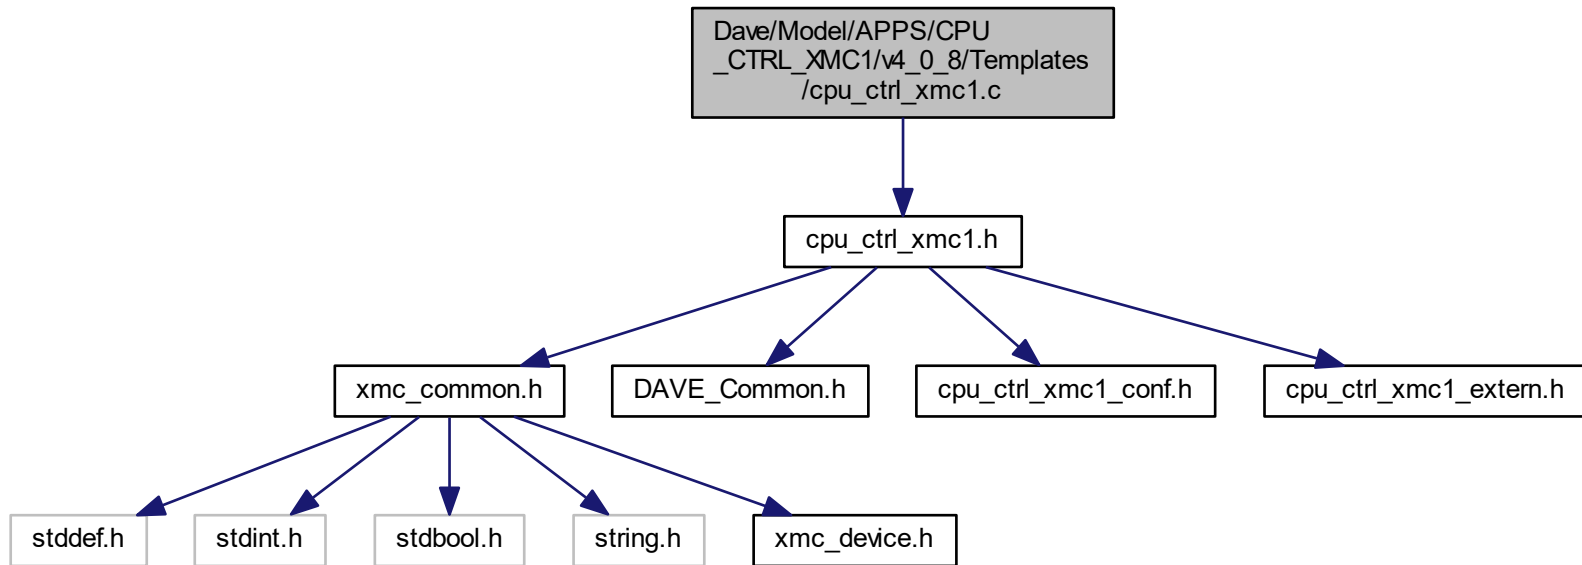 Dave/Model/APPS/CPU
_CTRL_XMC1/v4_0_8/Templates
/cpu_ctrl_xmc1.c
cpu_ctrl_xmc1.h
xmc_common.h
DAVE_Common.h
cpu_ctrl_xmc1_conf.h
cpu_ctrl_xmc1_extern.h
stddef.h
stdint.h
stdbool.h
string.h
xmc_device.h